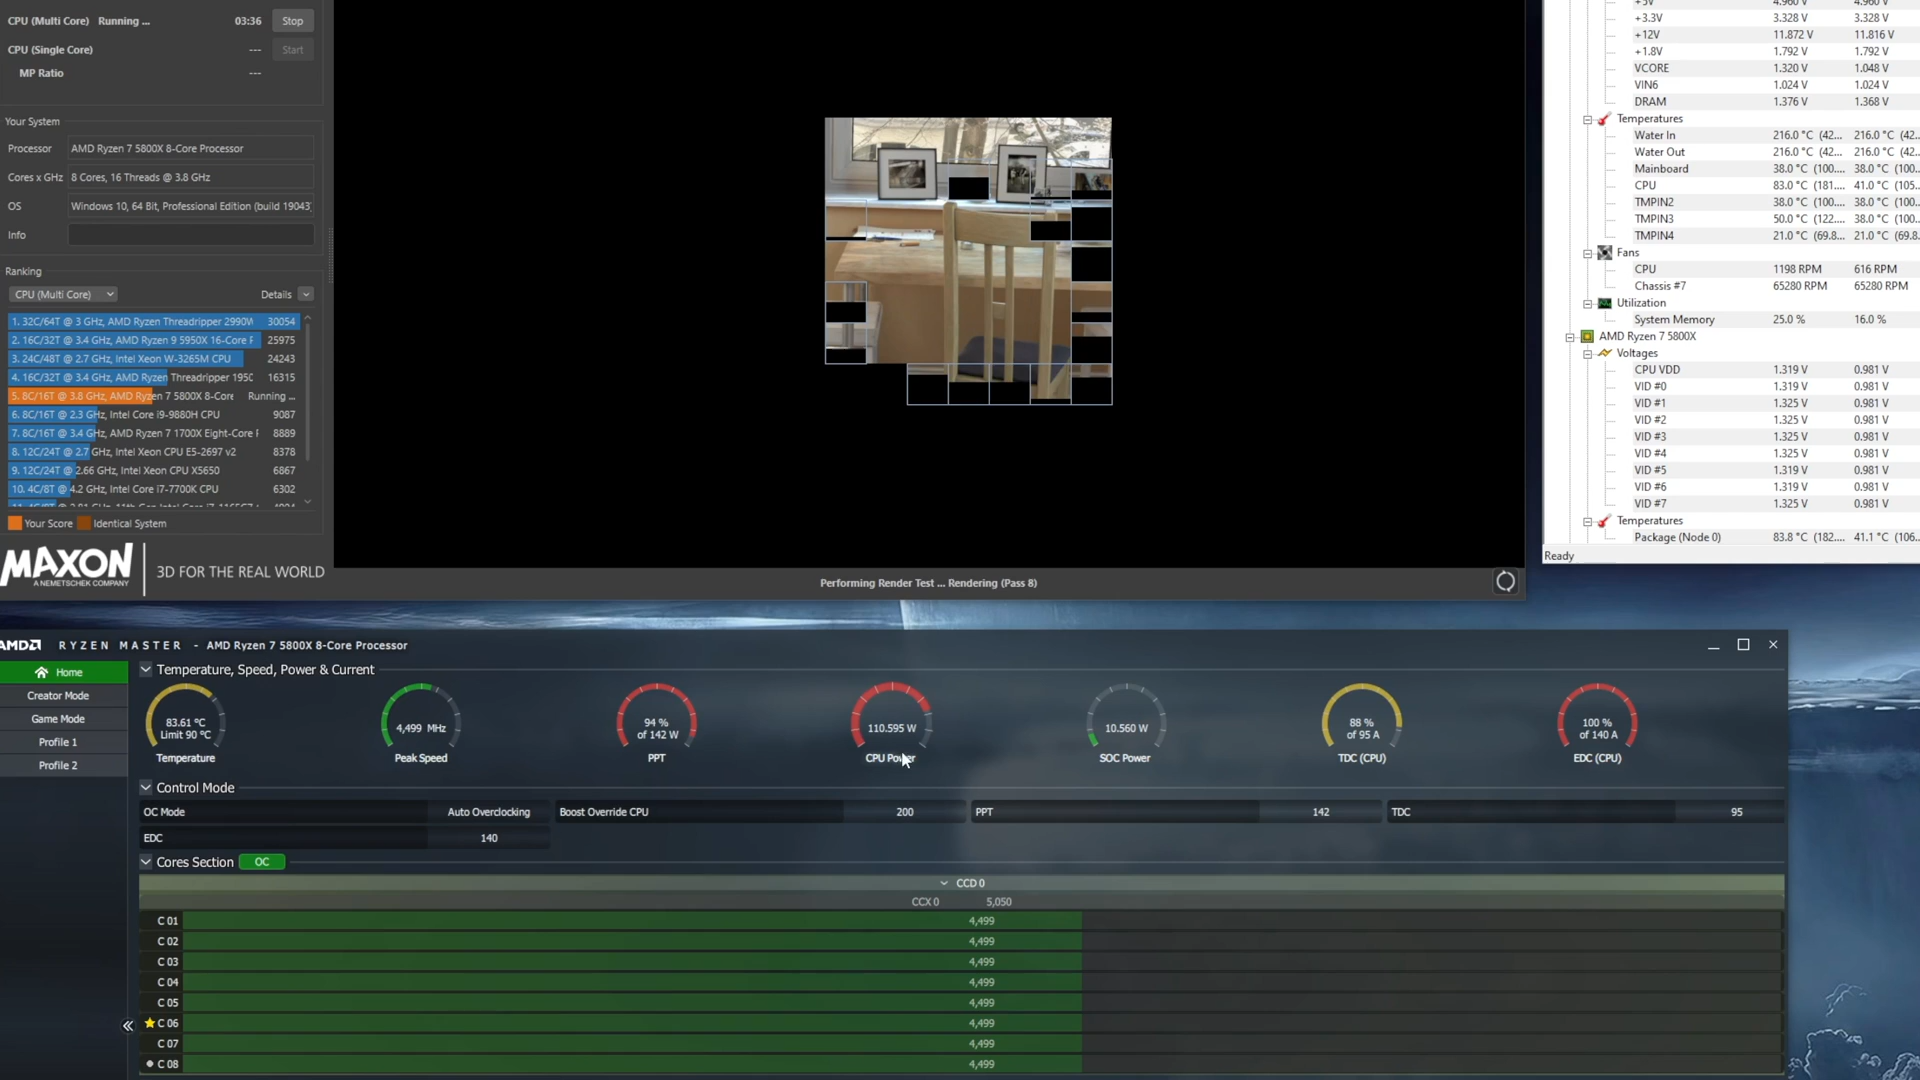 CPU (Multi Core) Running ... 03:36 Stop
CPU (Single Core) --- Start
MP Ratio ---
Your System
Processor AMD Ryzen 7 5800X 8-Core Processor
Cores x GHz 8 Cores, 16 Threads @ 3.8 GHz
OS Windows 10, 64 Bit, Professional Edition (build 19043
Info
Ranking
CPU (Multi Core) Details
1. 32C/64T @ 3 GHz, AMD Ryzen Threadripper 2990W 30054
2. 16C/32T @ 3.4 GHz, AMD Ryzen 9 5950X 16-Core F 25975
3. 24C/48T @ 2.7 GHz, Intel Xeon W-3265M CPU 24243
4. 16C/32T @ 3.4 GHz, AMD Ryzen Threadripper 195C 16315
5. 8C/16T @ 3.8 GHz, AMD Ryzen 7 5800X 8-Core Running ...
6. 8C/16T @ 2.3 GHz, Intel Core i9-9880H CPU 9087
7. 8C/16T @ 3.4 GHz, AMD Ryzen 7 1700X Eight-Core F 8889
8. 12C/24T @ 2.7 GHz, Intel Xeon CPU E5-2697 v2 8378
9. 12C/24T @ 2.66 GHz, Intel Xeon CPU X5650 6867
10. 4C/8T @ 4.2 GHz, Intel Core i7-7700K CPU 6302
Your Score Identical System
MAXON
A NEMETSCHEK COMPANY
3D FOR THE REAL WORLD
Performing Render Test ... Rendering (Pass 8)
+5V 4.960 V 4.960 V
+3.3V 3.328 V 3.328 V
+12V 11.872 V 11.816 V
+1.8V 1.792 V 1.792 V
VCORE 1.320 V 1.048 V
VIN6 1.024 V 1.024 V
DRAM 1.376 V 1.368 V
Temperatures
Water In 216.0 °C (42... 216.0 °C (42...
Water Out 216.0 °C (42... 216.0 °C (42...
Mainboard 38.0 °C (100.... 38.0 °C (100...
CPU 83.0 °C (181.... 41.0 °C (105...
TMPIN2 38.0 °C (100.... 38.0 °C (100...
TMPIN3 50.0 °C (122.... 38.0 °C (100...
TMPIN4 21.0 °C (69.8... 21.0 °C (69.8...
Fans
CPU 1198 RPM 616 RPM
Chassis #7 65280 RPM 65280 RPM
Utilization
System Memory 25.0 % 16.0 %
AMD Ryzen 7 5800X
Voltages
CPU VDD 1.319 V 0.981 V
VID #0 1.325 V 0.981 V
VID #1 1.325 V 0.981 V
VID #2 1.325 V 0.981 V
VID #3 1.325 V 0.981 V
VID #4 1.325 V 0.981 V
VID #5 1.319 V 0.981 V
VID #6 1.319 V 0.981 V
VID #7 1.325 V 0.981 V
Temperatures
Package (Node 0) 83.8 °C (182.... 41.1 °C (106...
Ready
AMD RYZEN MASTER - AMD Ryzen 7 5800X 8-Core Processor
Home
Creator Mode
Game Mode
Profile 1
Profile 2
Temperature, Speed, Power & Current
83.61 °C
Limit 90 °C
Temperature
4,499 MHz
Peak Speed
94 %
of 142 W
PPT
110.595 W
CPU Power
10.560 W
SOC Power
88 %
of 95 A
TDC (CPU)
100 %
of 140 A
EDC (CPU)
Control Mode
OC Mode Auto Overclocking Boost Override CPU 200 PPT 142 TDC 95
EDC 140
Cores Section OC
CCD 0
CCX 0 5,050
C 01 4,499
C 02 4,499
C 03 4,499
C 04 4,499
C 05 4,499
C 06 4,499
C 07 4,499
C 08 4,499